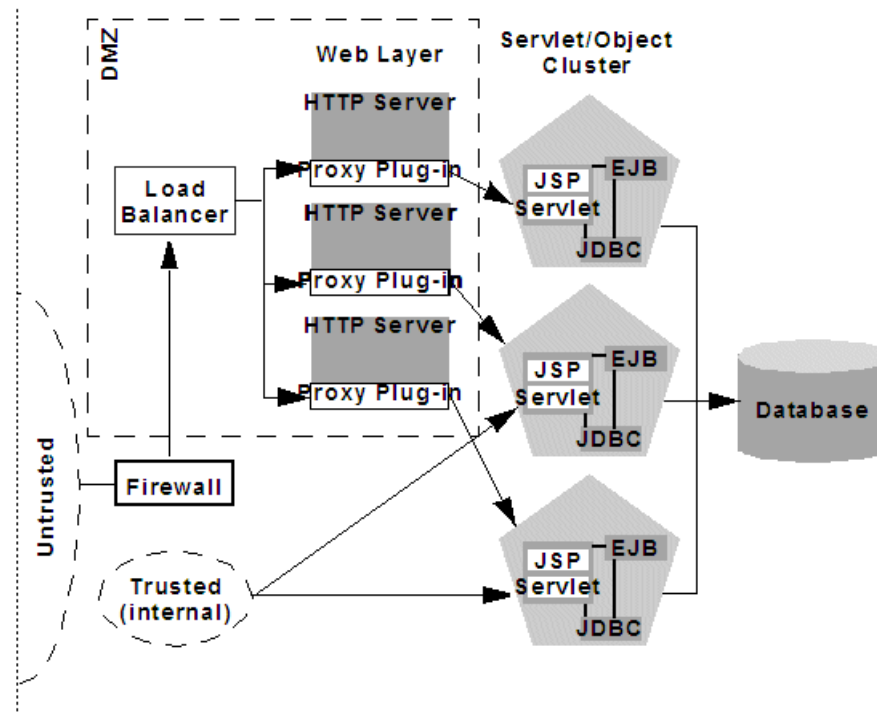 DMZ
Web Layer
Servlet/Object
Cluster
HTTP Server
Proxy Plug-in
HTTP Server
Proxy Plug-in
HTTP Server
Proxy Plug-in
Load
Balancer
JSP
Servlet
EJB
JDBC
JSP
Servlet
EJB
JDBC
JSP
Servlet
EJB
JDBC
Database
Untrusted
Firewall
Trusted
(internal)